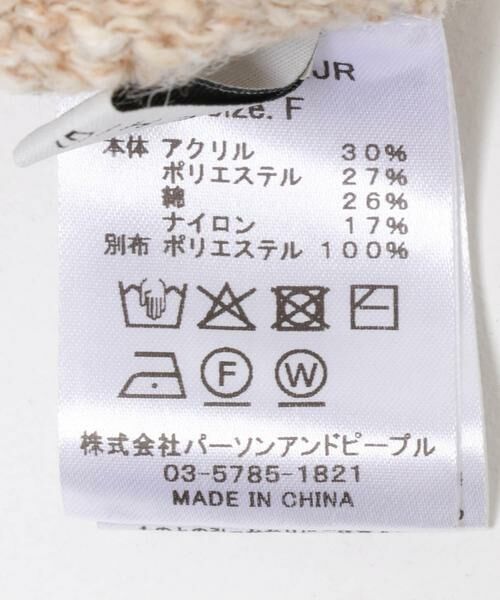 Size. F
本体 アクリル 30%
ポリエステル 27%
綿 26%
ナイロン 17%
別布 ポリエステル 100%
F W
株式会社パーソンアンドピープル
03-5785-1821
MADE IN CHINA